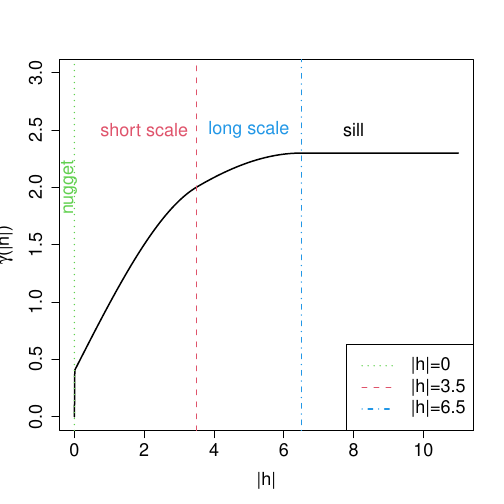 3.0
2.5
2.0
1.5
1.0
0.5
0.0
γ(|h|)
nugget
short scale
long scale
sill
|h|=0
|h|=3.5
|h|=6.5
0 2 4 6 8 10
|h|